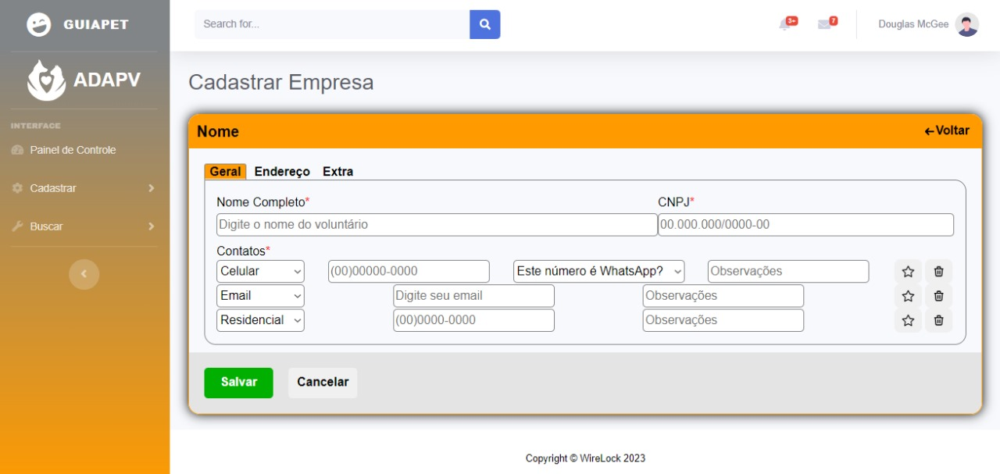 GUIAPET
Search for...
3+
7
Douglas McGee
ADAPV
INTERFACE
Painel de Controle
Cadastrar
Buscar
Cadastrar Empresa
Nome
Voltar
Geral Endereço Extra
Nome Completo* CNPJ*
Digite o nome do voluntário 00.000.000/0000-00
Contatos*
Celular (00)00000-0000 Este número é WhatsApp? Observações
Email Digite seu email Observações
Residencial (00)0000-0000 Observações
Salvar Cancelar
Copyright © WireLock 2023